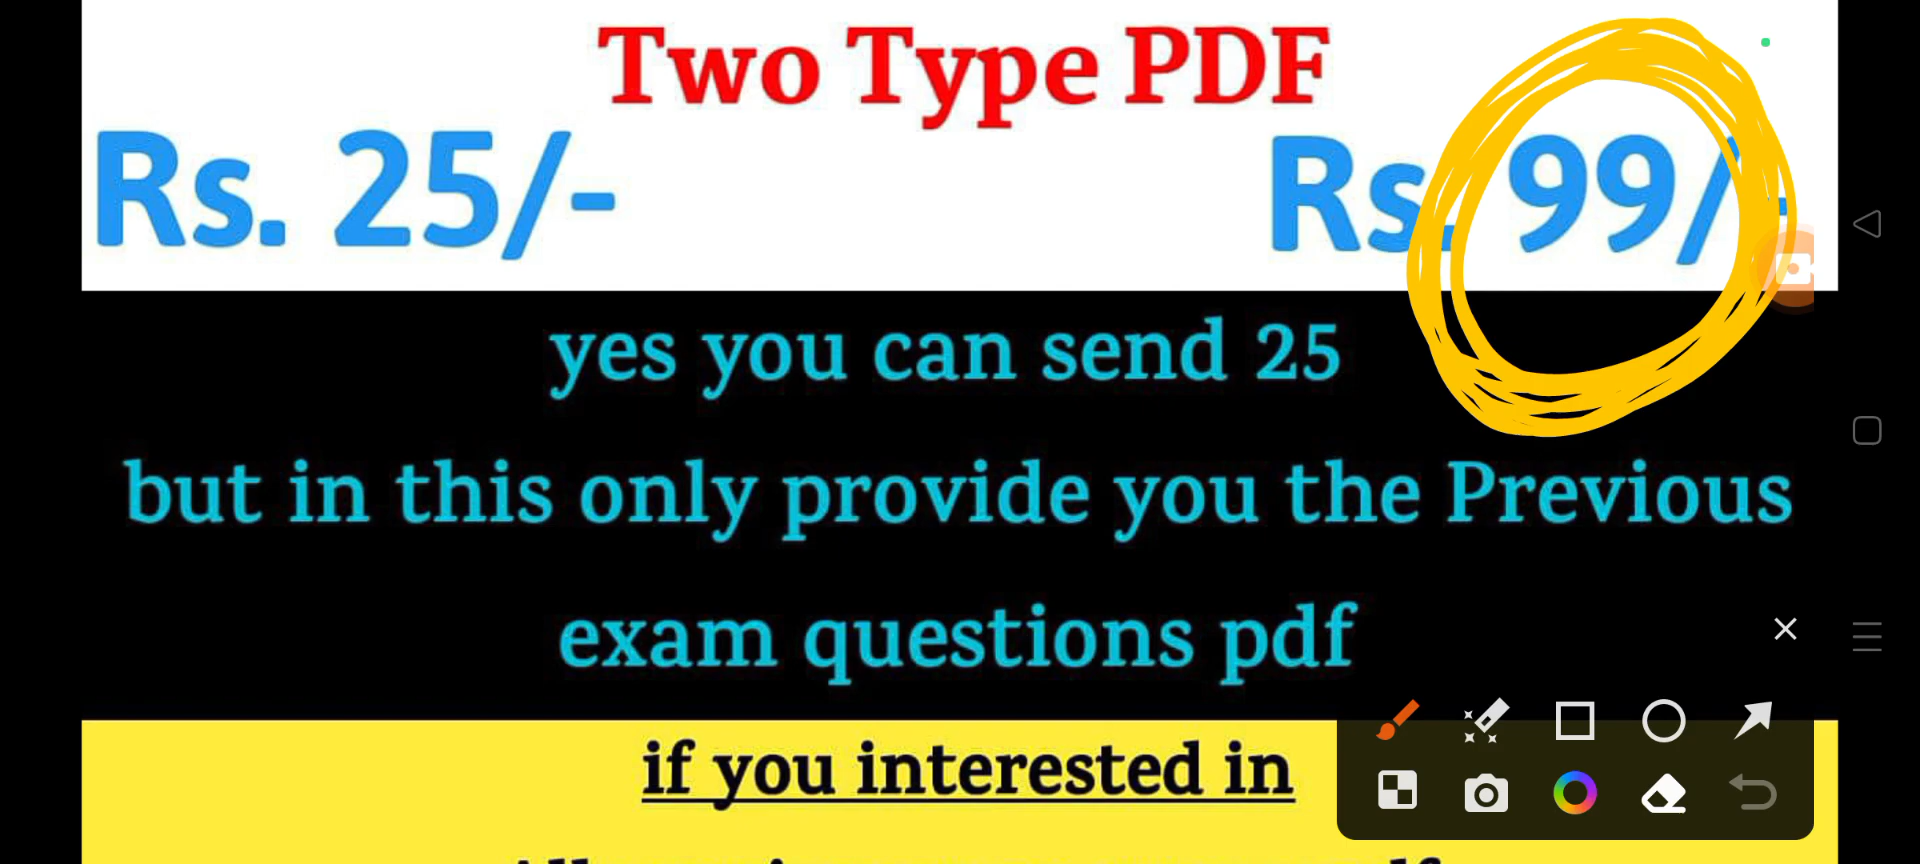 Two Type PDF
Rs. 25/- Rs. 99/-
yes you can send 25
but in this only provide you the Previous
exam questions pdf
if you interested in